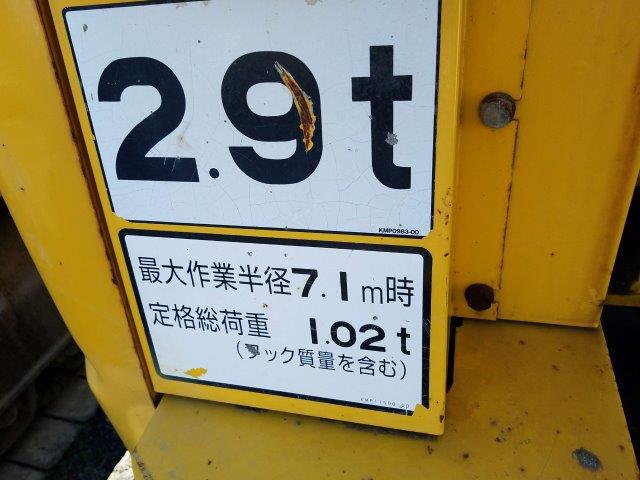 2.9t
KMP0983-00
最大作業半径7.1m時
定格総荷重 1.02t
(フック質量を含む)